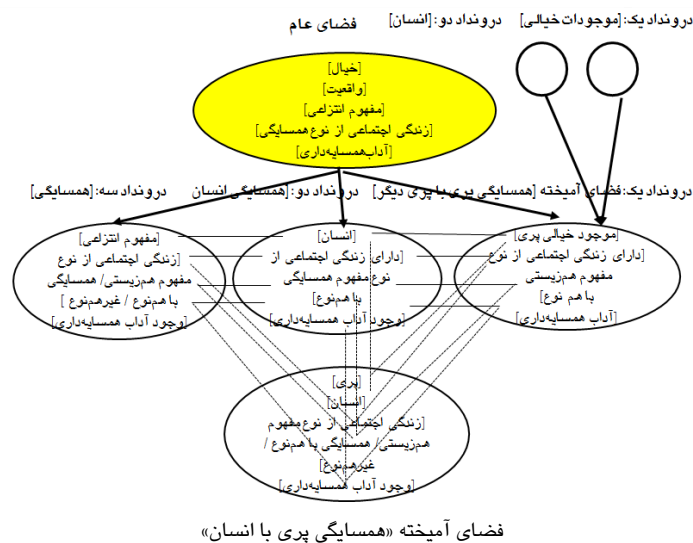 دروندا‌د یک:[موجودات خیالی]
درونداد دو:[انسان]
فضای عام
[خیال]
[واقعیت]
[مفهوم انتزاعی]
[زندگی اجتماعی از نوع همسایگی]
[آداب همسایه‌داری]
درونداد یک:فضای آمیخته [همسایگی پری با پری دیگر]
درونداد دو:[همسایگی انسان
درونداد سه:[همسایگی]
[موجود خیالی پری]
[دارای زندگی اجتماعی از نوع
مفهوم هم‌زیستی
با هم نوع]
[آداب همسایه‌داری]
[انسان]
[دارای زندگی اجتماعی از
نوع مفهوم همسایگی
با هم‌نوع]
[وجود آداب همسایه‌داری]
[مفهوم انتزاعی]
[زندگی اجتماعی از نوع
مفهوم هم‌زیستی/ همسایگی
با هم‌نوع / غیرهم‌نوع ]
[وجود آداب همسایه‌داری]
[پری]
[انسان]
[زندگی اجتماعی از نوع مفهوم
هم‌زیستی/ همسایگی با هم‌نوع /
غیرهم‌نوع]
[وجود آداب همسایه‌داری]
فضای آمیخته «همسایگی پری با انسان»